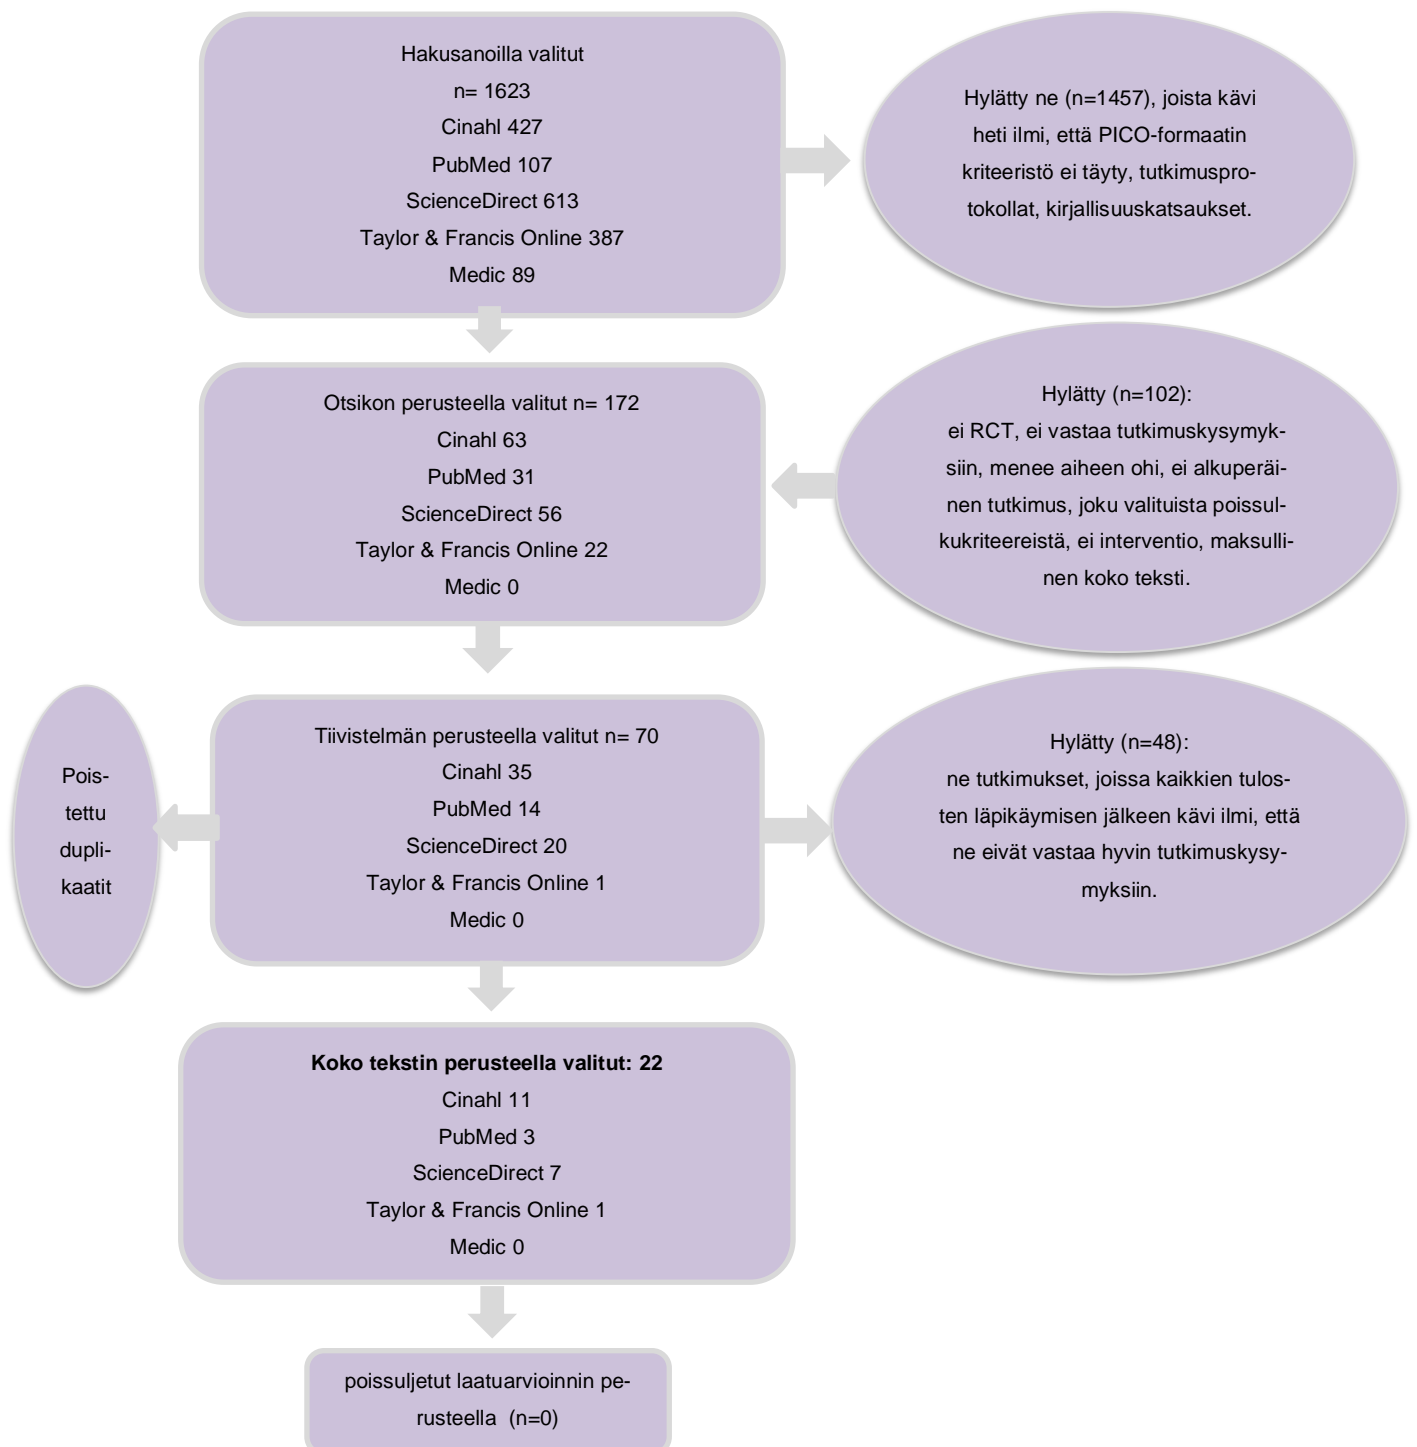 Hakusanoilla valitut
n= 1623
Cinahl 427
PubMed 107
ScienceDirect 613
Taylor & Francis Online 387
Medic 89
Hylätty ne (n=1457), joista kävi
heti ilmi, että PICO-formaatin
kriteeristö ei täyty, tutkimuspro-
tokollat, kirjallisuuskatsaukset.
Otsikon perusteella valitut n= 172
Cinahl 63
PubMed 31
ScienceDirect 56
Taylor & Francis Online 22
Medic 0
Hylätty (n=102):
ei RCT, ei vastaa tutkimuskysymyk-
siin, menee aiheen ohi, ei alkuperäi-
nen tutkimus, joku valituista poissul-
kukriteereistä, ei interventio, maksulli-
nen koko teksti.
Pois-
tettu
dupli-
kaatit
Tiivistelmän perusteella valitut n= 70
Cinahl 35
PubMed 14
ScienceDirect 20
Taylor & Francis Online 1
Medic 0
Hylätty (n=48):
ne tutkimukset, joissa kaikkien tulos-
ten läpikäymisen jälkeen kävi ilmi, että
ne eivät vastaa hyvin tutkimuskysy-
myksiin.
Koko tekstin perusteella valitut: 22
Cinahl 11
PubMed 3
ScienceDirect 7
Taylor & Francis Online 1
Medic 0
poissuljetut laatuarvioinnin pe-
rusteella  (n=0)